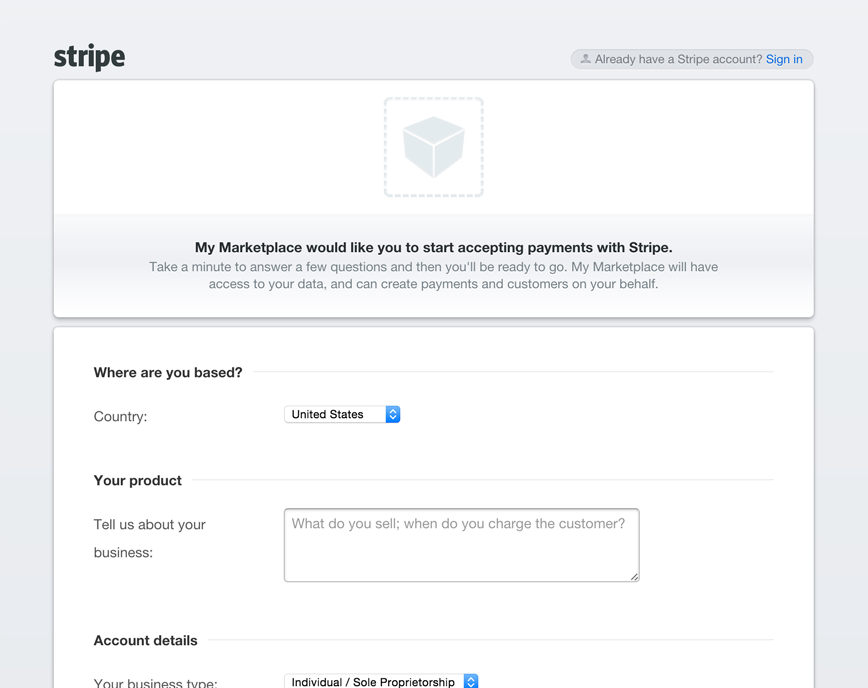 stripe
Already have a Stripe account? Sign in
My Marketplace would like you to start accepting payments with Stripe.
Take a minute to answer a few questions and then you'll be ready to go. My Marketplace will have
access to your data, and can create payments and customers on your behalf.
Where are you based?
Country:
United States
Your product
Tell us about your
business:
What do you sell; when do you charge the customer?
Account details
Your business type:
Individual / Sole Proprietorship